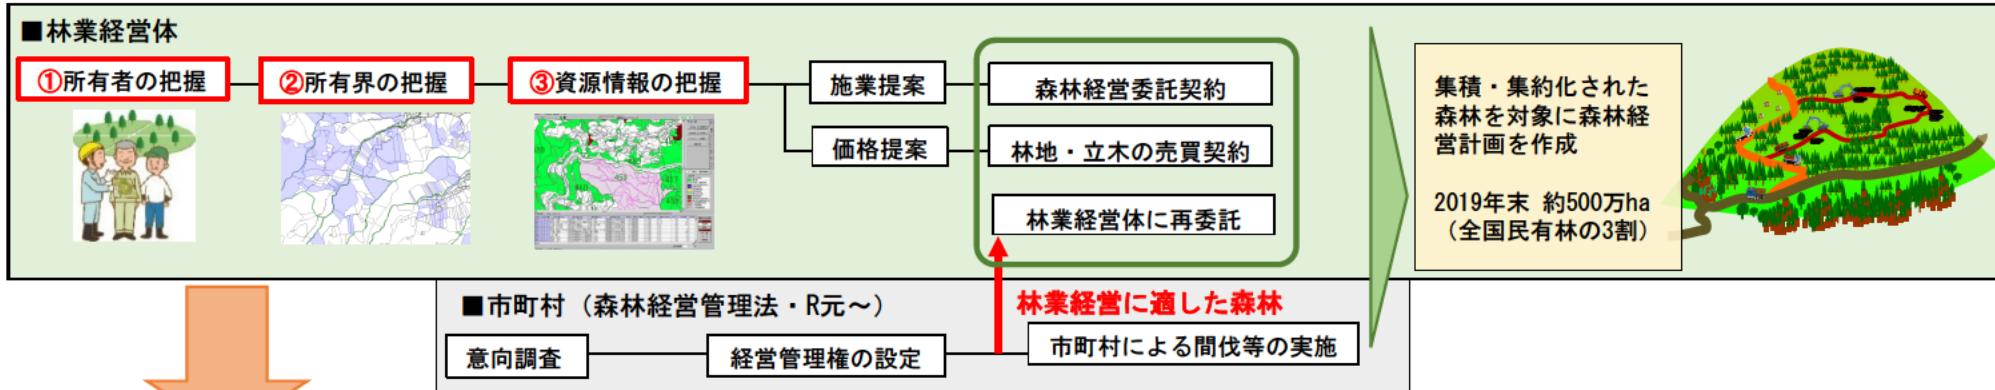 ■林業経営体
①所有者の把握
②所有界の把握
③資源情報の把握
施業提案
森林経営委託契約
価格提案
林地・立木の売買契約
林業経営体に再委託
集積・集約化された
森林を対象に森林経
営計画を作成
2019年末 約500万ha
（全国民有林の3割）
■市町村（森林経営管理法・R元～）
林業経営に適した森林
意向調査
経営管理権の設定
市町村による間伐等の実施